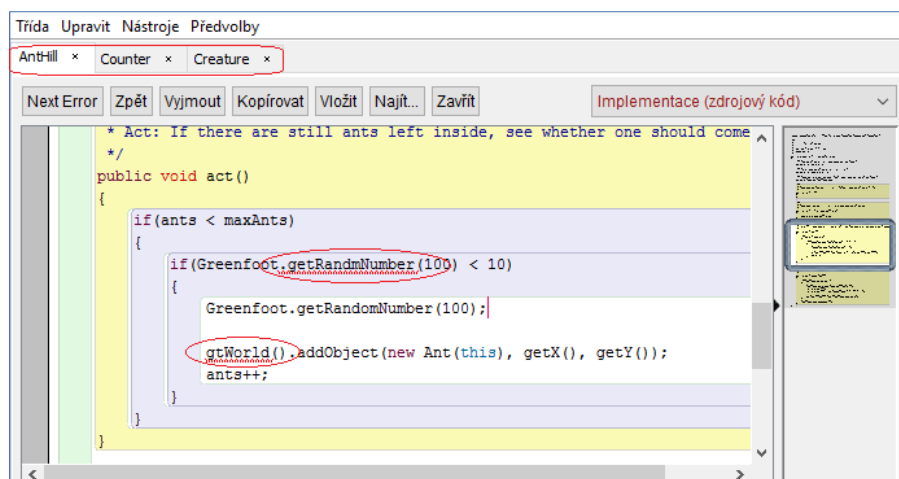 Třída Upravit Nástroje Předvolby
AntHill × Counter × Creature ×
Next Error Zpět Vyjmout Kopírovat Vložit Najít... Zavřít Implementace (zdrojový kód)
* Act: If there are still ants left inside, see whether one should come
*/
public void act()
{
if(ants < maxAnts)
{
if(Greenfoot.getRandmNumber(100) < 10)
{
Greenfoot.getRandomNumber(100);
gtWorld().addObject(new Ant(this), getX(), getY());
ants++;
}
}
}